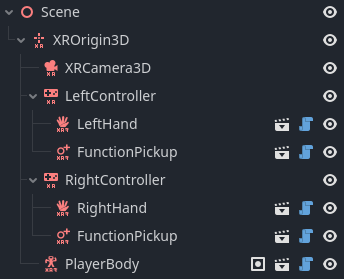 Scene
XROrigin3D
XRCamera3D
LeftController
LeftHand
FunctionPickup
RightController
RightHand
FunctionPickup
PlayerBody